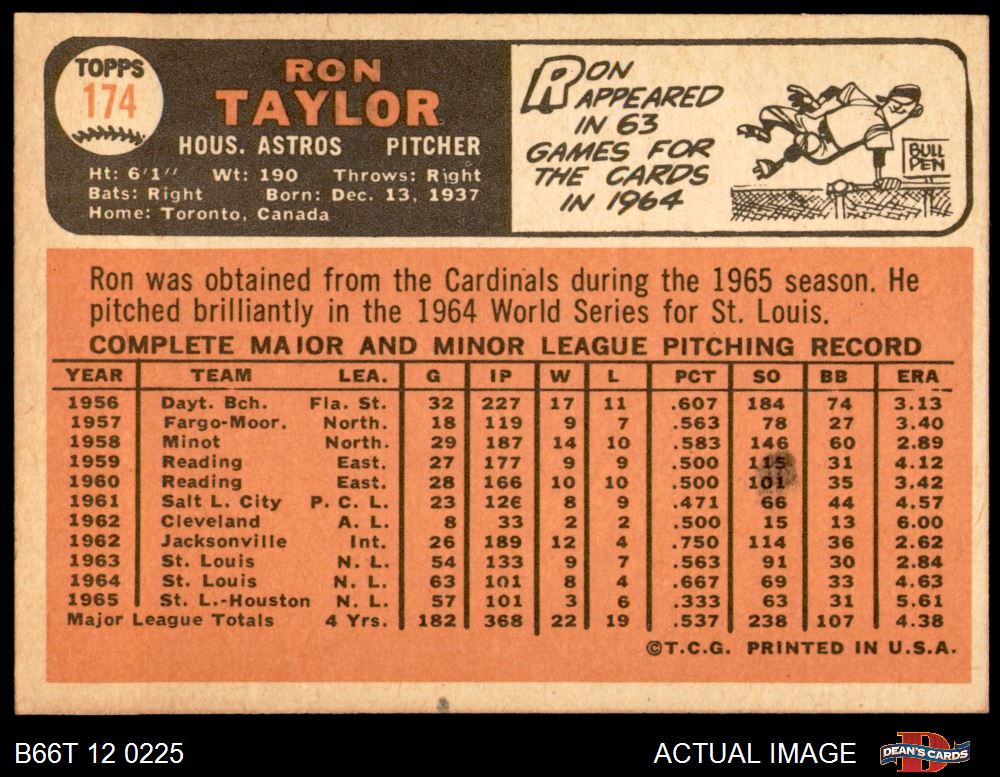 TOPPS
174
RON
TAYLOR
HOUS. ASTROS PITCHER
Ht: 6'1" Wt: 190 Throws: Right
Bats: Right Born: Dec. 13, 1937
Home: Toronto, Canada
RON
APPEARED
IN 63
GAMES FOR
THE CARDS
IN 1964
BULL
PEN
Ron was obtained from the Cardinals during the 1965 season. He
pitched brilliantly in the 1964 World Series for St. Louis.
COMPLETE MAJOR AND MINOR LEAGUE PITCHING RECORD
YEAR TEAM LEA. G IP W L PCT SO BB ERA
1956 Dayt. Bch. Fla. St. 32 227 17 11 .607 184 74 3.13
1957 Fargo-Moor. North. 18 119 9 7 .563 78 27 3.40
1958 Minot North. 29 187 14 10 .583 146 60 2.89
1959 Reading East. 27 177 9 9 .500 115 31 4.12
1960 Reading East. 28 166 10 10 .500 101 35 3.42
1961 Salt L. City P. C. L. 23 126 8 9 .471 66 44 4.57
1962 Cleveland A. L. 8 33 2 2 .500 15 13 6.00
1962 Jacksonville Int. 26 189 12 4 .750 114 36 2.62
1963 St. Louis N. L. 54 133 9 7 .563 91 30 2.84
1964 St. Louis N. L. 63 101 8 4 .667 69 33 4.63
1965 St. L.-Houston N. L. 57 101 3 6 .333 63 31 5.61
Major League Totals 4 Yrs. 182 368 22 19 .537 238 107 4.38
©T.C.G. PRINTED IN U.S.A.
B66T 12 0225
ACTUAL IMAGE
D
DEAN'S CARDS